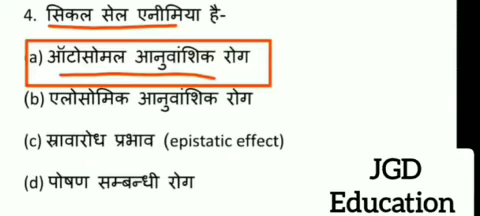 4. सिकल सेल एनीमिया है-
a) ऑटोसोमल आनुवांशिक रोग
(b) एलोसोमिक आनुवांशिक रोग
(c) स्रावारोध प्रभाव (epistatic effect)
(d) पोषण सम्बन्धी रोग
JGD
Education